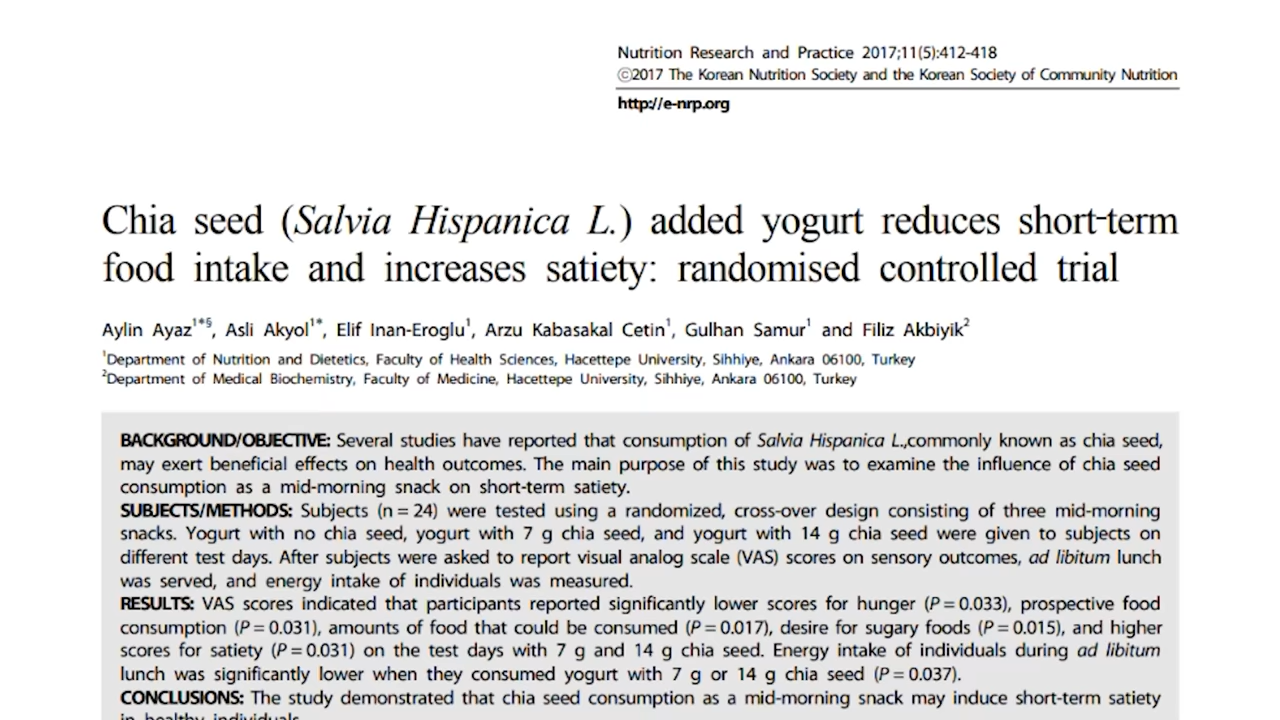 Nutrition Research and Practice 2017;11(5):412-418
ⓒ2017 The Korean Nutrition Society and the Korean Society of Community Nutrition
http://e-nrp.org
Chia seed (Salvia Hispanica L.) added yogurt reduces short-term
food intake and increases satiety: randomised controlled trial
Aylin Ayaz1*§, Asli Akyol1*, Elif Inan-Eroglu1, Arzu Kabasakal Cetin1, Gulhan Samur1 and Filiz Akbiyik2
1Department of Nutrition and Dietetics, Faculty of Health Sciences, Hacettepe University, Sihhiye, Ankara 06100, Turkey
2Department of Medical Biochemistry, Faculty of Medicine, Hacettepe University, Sihhiye, Ankara 06100, Turkey
BACKGROUND/OBJECTIVE: Several studies have reported that consumption of Salvia Hispanica L.,commonly known as chia seed,
may exert beneficial effects on health outcomes. The main purpose of this study was to examine the influence of chia seed
consumption as a mid-morning snack on short-term satiety.
SUBJECTS/METHODS: Subjects (n = 24) were tested using a randomized, cross-over design consisting of three mid-morning
snacks. Yogurt with no chia seed, yogurt with 7 g chia seed, and yogurt with 14 g chia seed were given to subjects on
different test days. After subjects were asked to report visual analog scale (VAS) scores on sensory outcomes, ad libitum lunch
was served, and energy intake of individuals was measured.
RESULTS: VAS scores indicated that participants reported significantly lower scores for hunger (P = 0.033), prospective food
consumption (P = 0.031), amounts of food that could be consumed (P = 0.017), desire for sugary foods (P = 0.015), and higher
scores for satiety (P = 0.031) on the test days with 7 g and 14 g chia seed. Energy intake of individuals during ad libitum
lunch was significantly lower when they consumed yogurt with 7 g or 14 g chia seed (P = 0.037).
CONCLUSIONS: The study demonstrated that chia seed consumption as a mid-morning snack may induce short-term satiety
in healthy individuals.